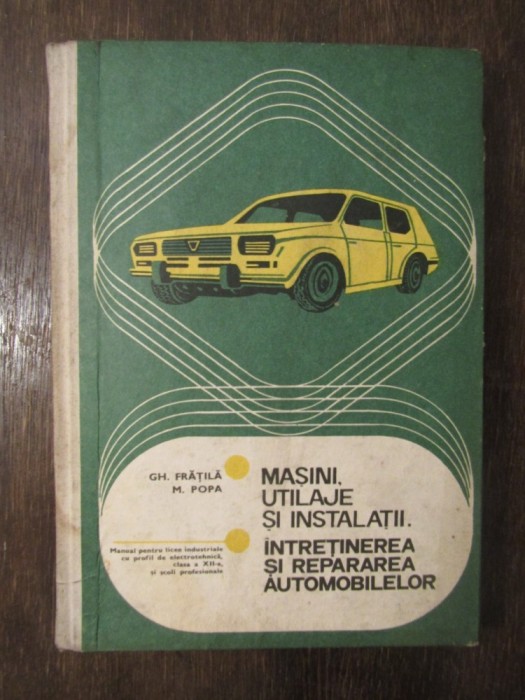 GH. FRĂȚILĂ
M. POPA
MAȘINI,
UTILAJE
ȘI INSTALAȚII.
ÎNTREȚINEREA
ȘI REPARAREA
AUTOMOBILELOR
Manual pentru licee industriale
cu profil de electrotehnică,
clasa a XII-a,
și școli profesionale